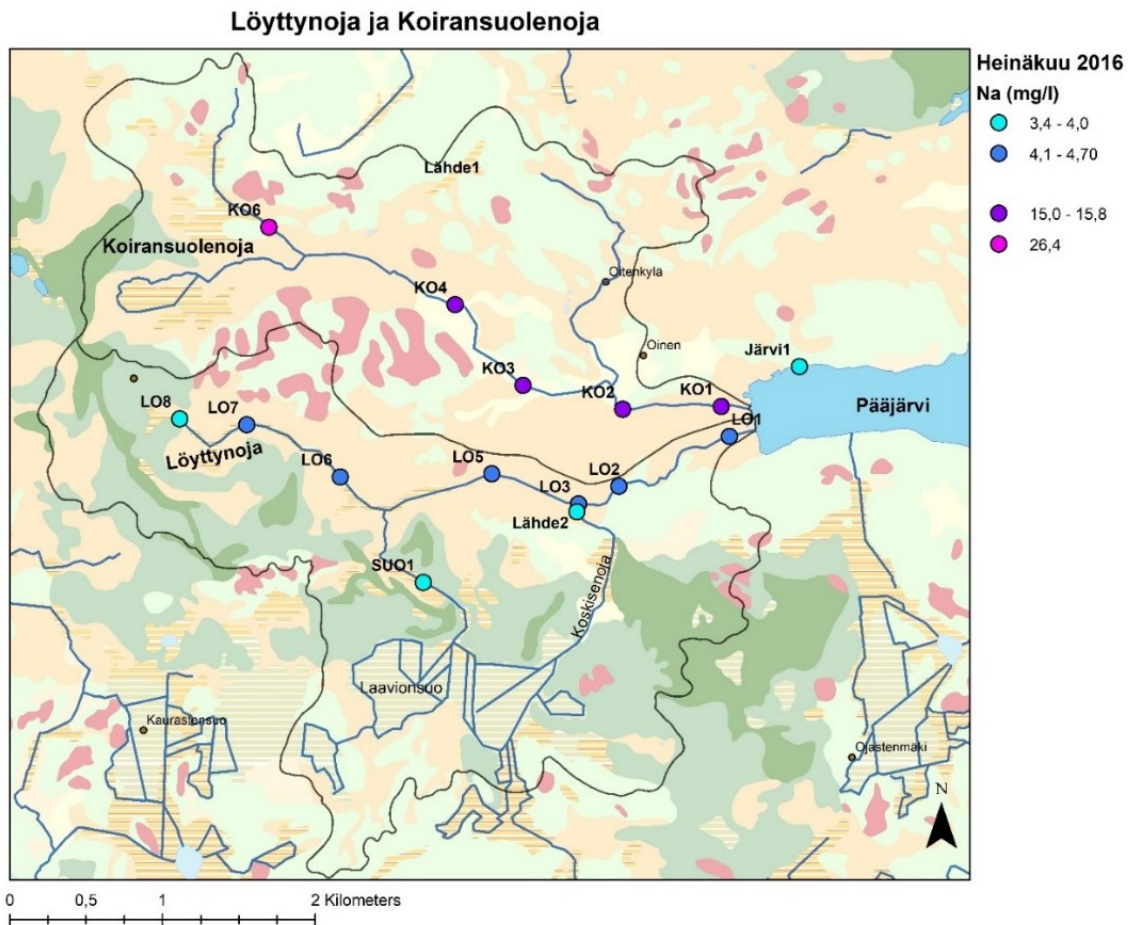 Löyttynoja ja Koiransuolenoja
Heinäkuu 2016
Na (mg/l)
3,4 - 4,0
4,1 - 4,70
15,0 - 15,8
26,4
Lähde1
KO6
Koiransuolenoja
KO4
Oitenkylä
Oinen
Järvi1
KO3
KO2
KO1
Pääjärvi
LO8
LO7
LO1
Löyttynoja
LO6
LO5
LO2
LO3
Lähde2
SUO1
Koskisenoja
Laavionsuo
Kaurastensuo
Ojastenmäki
N
0 0,5 1 2 Kilometers